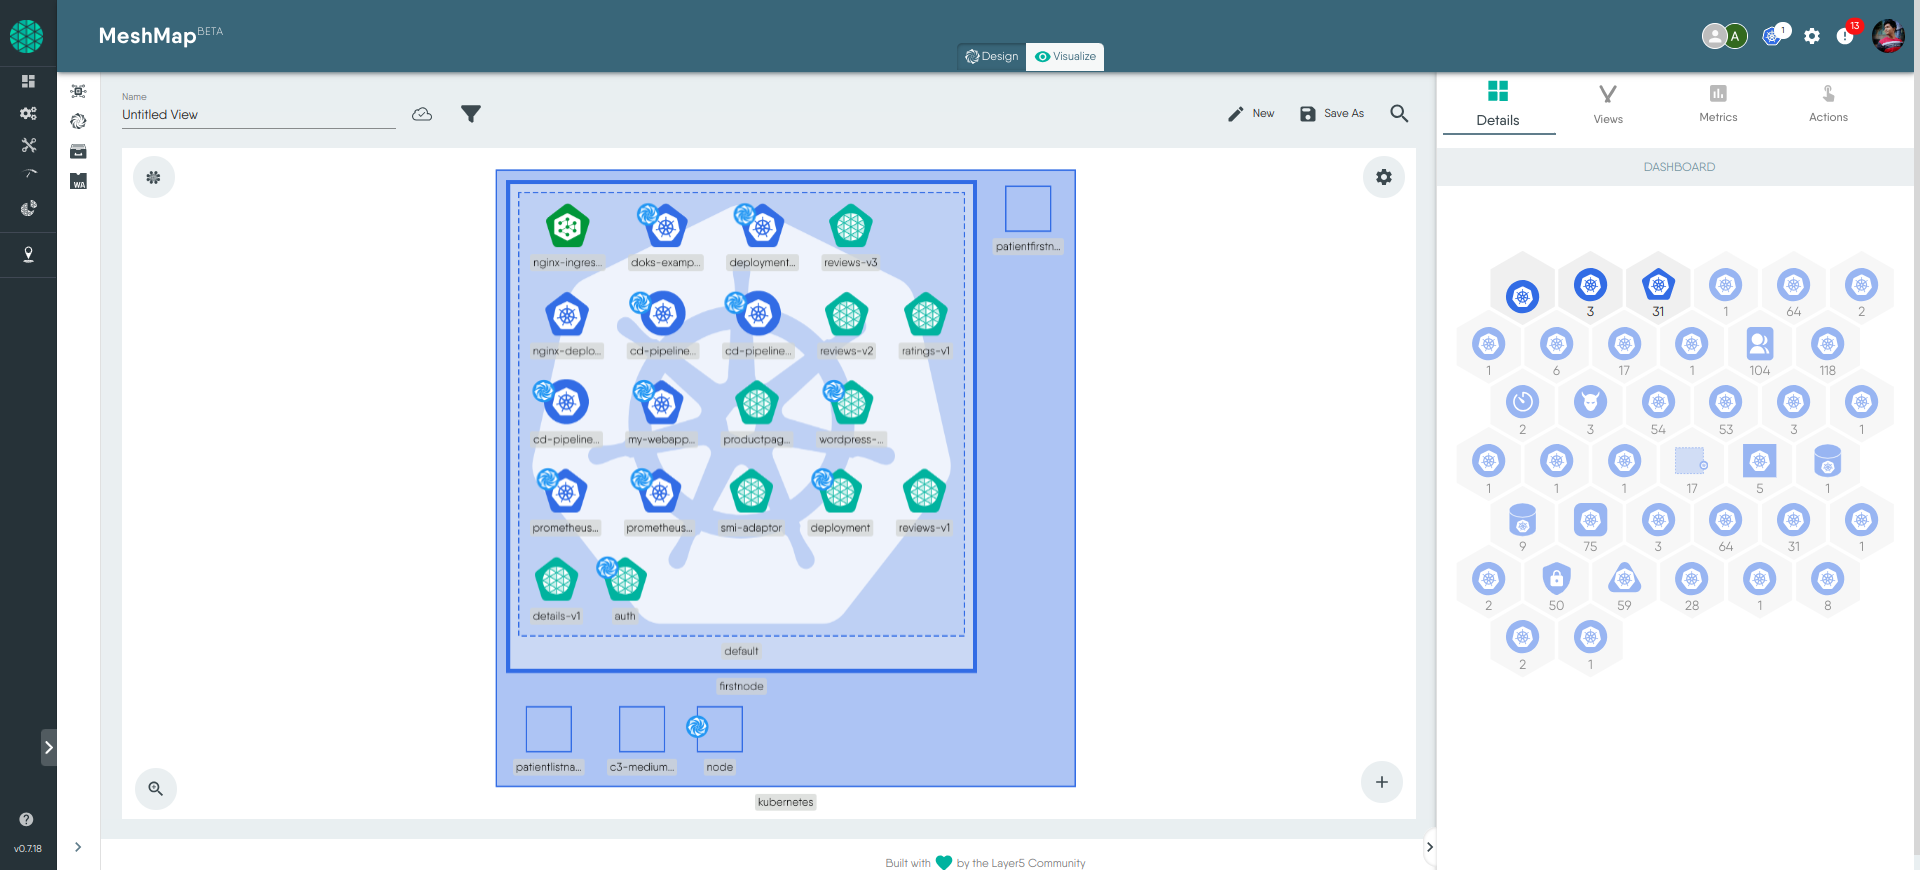 MeshMap BETA
Design
Visualize
A
1
13
Name
Untitled View
New
Save As
Details
Views
Metrics
Actions
DASHBOARD
WA
nginx-ingres...
doks-examp...
deployment...
reviews-v3
patientfirstn...
nginx-deplo...
cd-pipeline...
cd-pipeline...
reviews-v2
ratings-v1
cd-pipeline...
my-webapp...
productpag...
wordpress-...
prometheus...
prometheus...
smi-adaptor
deployment
reviews-v1
details-v1
auth
default
firstnode
patientlistna...
c3-medium...
node
kubernetes
3
31
1
64
2
1
6
17
1
104
118
2
3
54
53
3
1
1
1
1
17
5
1
9
75
3
64
31
1
2
50
59
28
1
8
2
1
v0.7.18
Built with
by the Layer5 Community